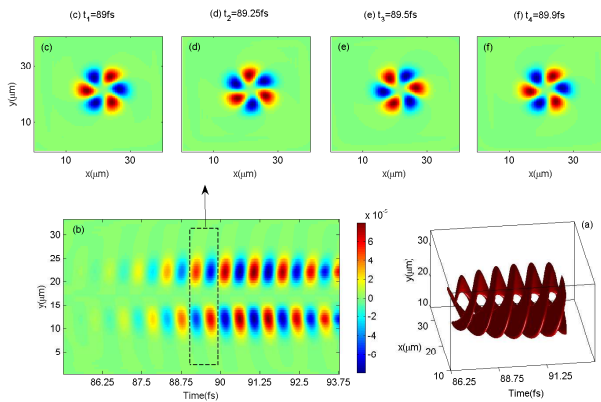 (c) t1=89fs (d) t2=89.25fs (e) t3=89.5fs (f) t4=89.9fs
(c) (d) (e) (f)
y(μm)
30
10
10 30 10 30 10 30 10 30
x(μm) x(μm) x(μm) x(μm)
(b)
y(μm)
30
25
20
15
10
5
86.25 87.5 88.75 90 91.25 92.5 93.75
Time(fs)
x 10-5
6
4
2
0
-2
-4
-6
(a)
y(μm)
30
20
10
x(μm)
30
20
10
86.25 88.75 91.25
Time(fs)